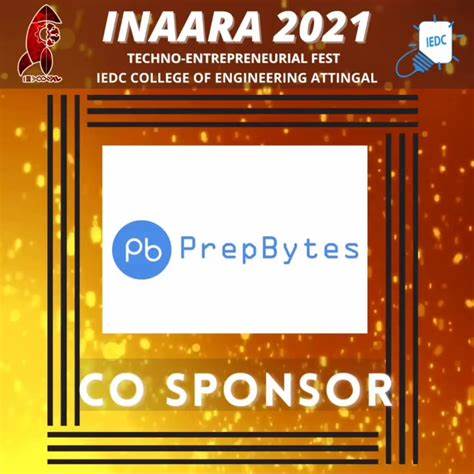 INAARA 2021
TECHNO-ENTREPRENEURIAL FEST
IEDC COLLEGE OF ENGINEERING ATTINGAL
IEDC
Pb PrepBytes
CO SPONSOR